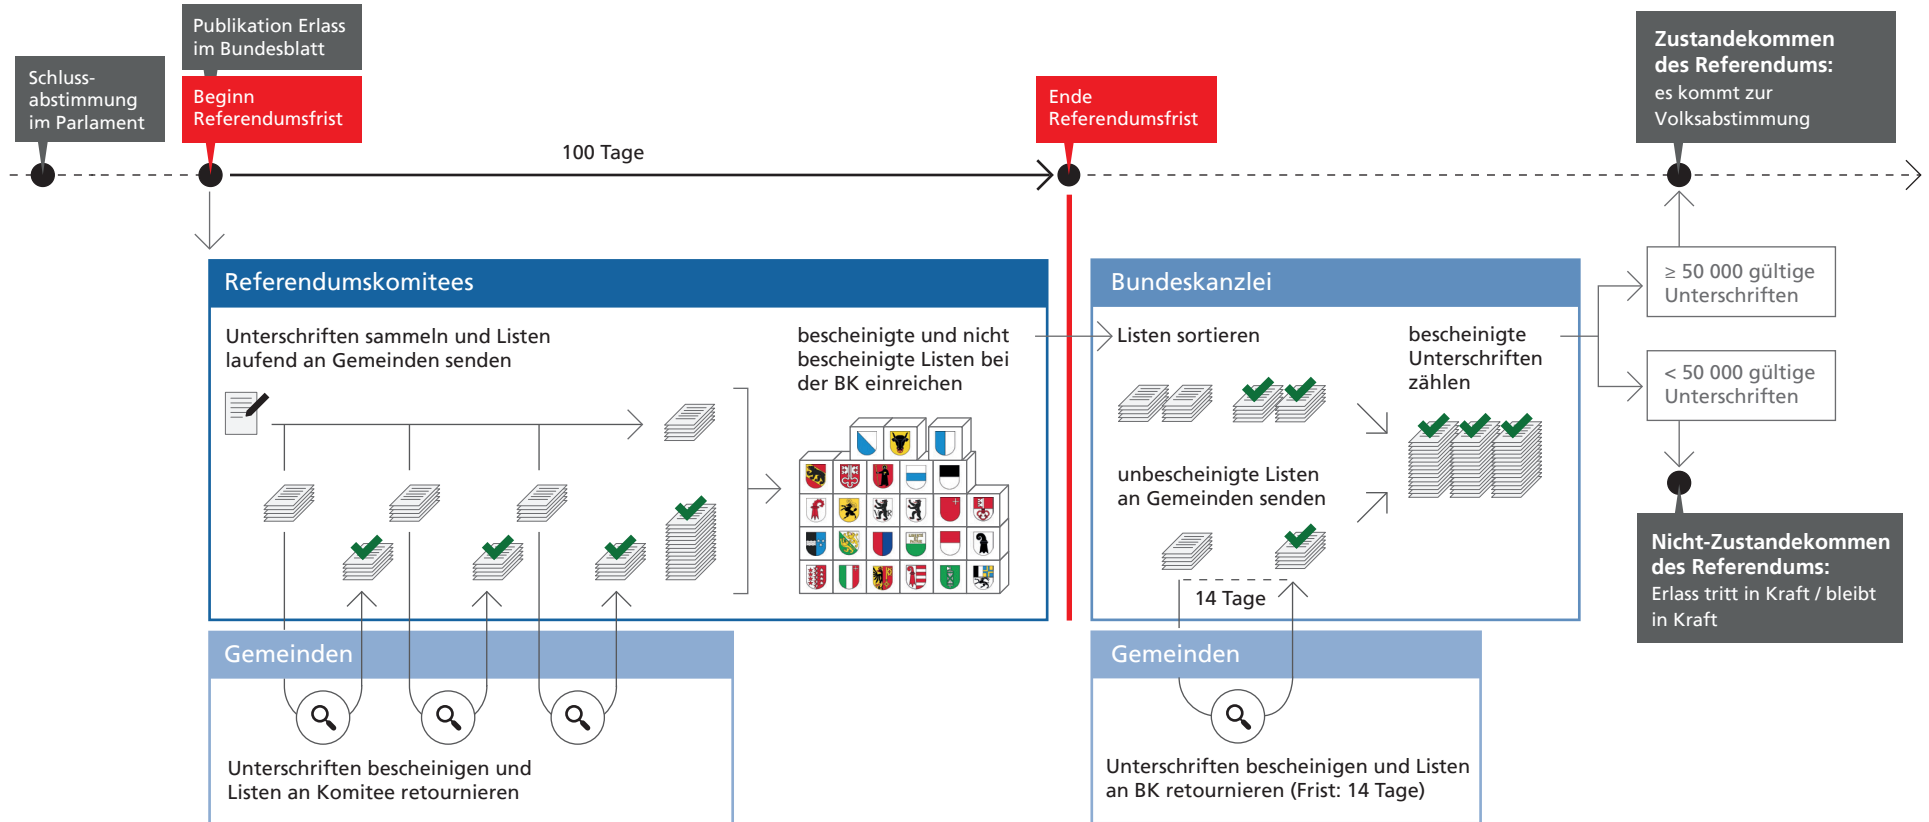 Publikation Erlass
im Bundesblatt
Schluss-
abstimmung
im Parlament
Beginn
Referendumsfrist
100 Tage
Ende
Referendumsfrist
Zustandekommen
des Referendums:
es kommt zur
Volksabstimmung
Referendumskomitees
Unterschriften sammeln und Listen
laufend an Gemeinden senden
bescheinigte und nicht
bescheinigte Listen bei
der BK einreichen
Gemeinden
Unterschriften bescheinigen und
Listen an Komitee retournieren
Bundeskanzlei
Listen sortieren
unbescheinigte Listen
an Gemeinden senden
14 Tage
bescheinigte
Unterschriften
zählen
Gemeinden
Unterschriften bescheinigen und Listen
an BK retournieren (Frist: 14 Tage)
≥ 50 000 gültige
Unterschriften
< 50 000 gültige
Unterschriften
Nicht-Zustandekommen
des Referendums:
Erlass tritt in Kraft / bleibt
in Kraft